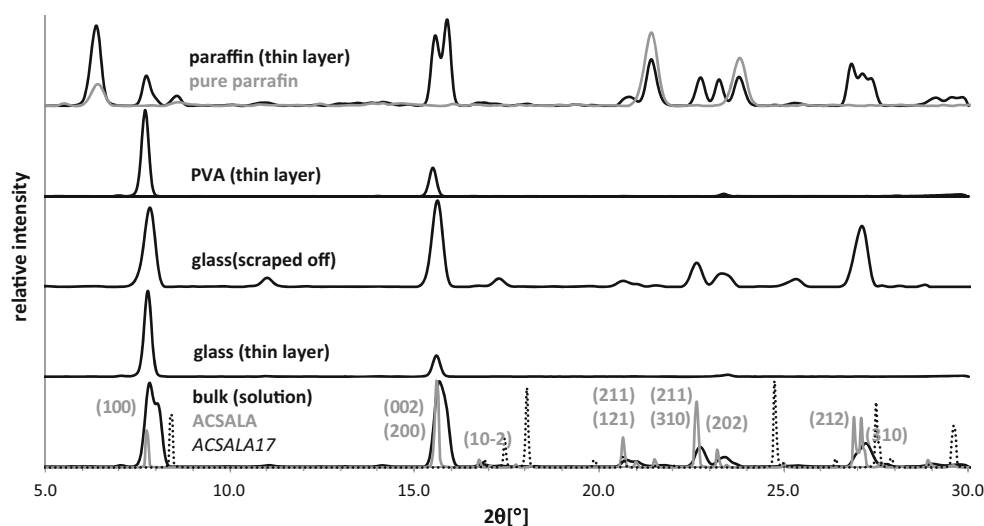 paraffin (thin layer)
pure parrafin
PVA (thin layer)
glass(scraped off)
glass (thin layer)
bulk (solution)
ACSALA
ACSALA17
(100)
(002)
(200)
(10-2)
(211)
(121)
(211)
(310)
(202)
(212)
(310)
relative intensity
5.0 10.0 15.0 20.0 25.0 30.0
2θ[°]